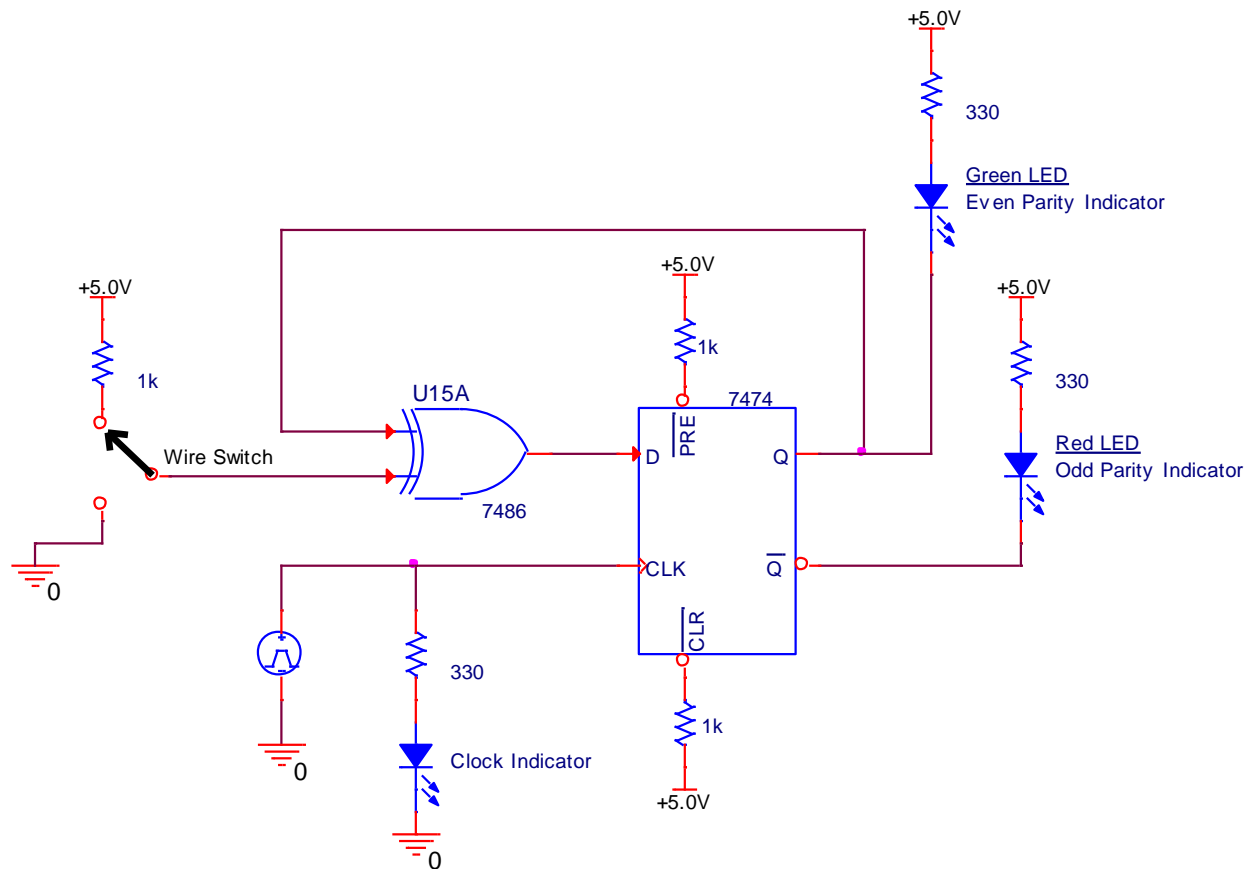 +5.0V
330
Green LED
Even Parity Indicator
+5.0V
1k
Wire Switch
0
U15A
7486
+5.0V
1k
7474
PRE
D
Q
CLK
Q
CLR
1k
+5.0V
+5.0V
330
Red LED
Odd Parity Indicator
0
330
Clock Indicator
0